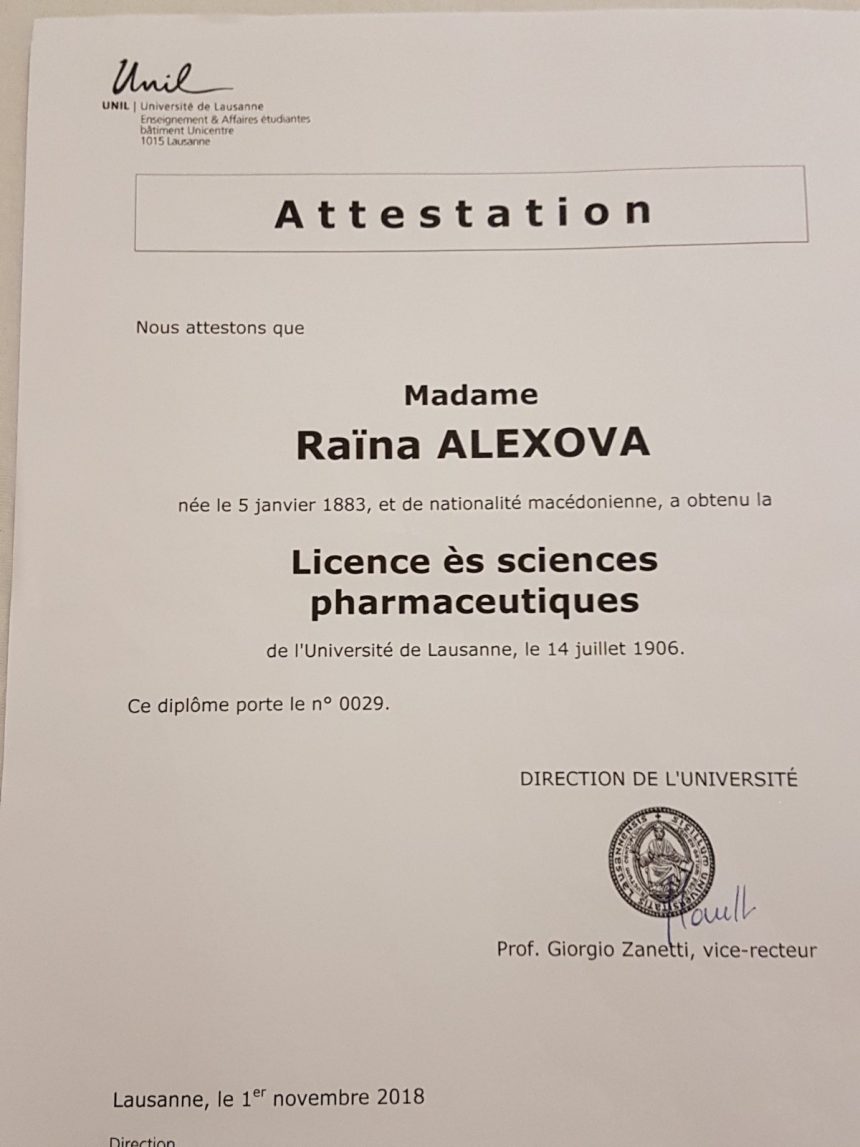 Unil
UNIL | Université de Lausanne
Enseignement & Affaires étudiantes
bâtiment Unicentre
1015 Lausanne
Attestation
Nous attestons que
Madame
Raïna ALEXOVA
née le 5 janvier 1883, et de nationalité macédonienne, a obtenu la
Licence ès sciences
pharmaceutiques
de l'Université de Lausanne, le 14 juillet 1906.
Ce diplôme porte le n° 0029.
DIRECTION DE L'UNIVERSITÉ
SIGILLUM UNIVERSITATIS LAUSANNENSIS
Prof. Giorgio Zanetti, vice-recteur
Lausanne, le 1er novembre 2018
Direction